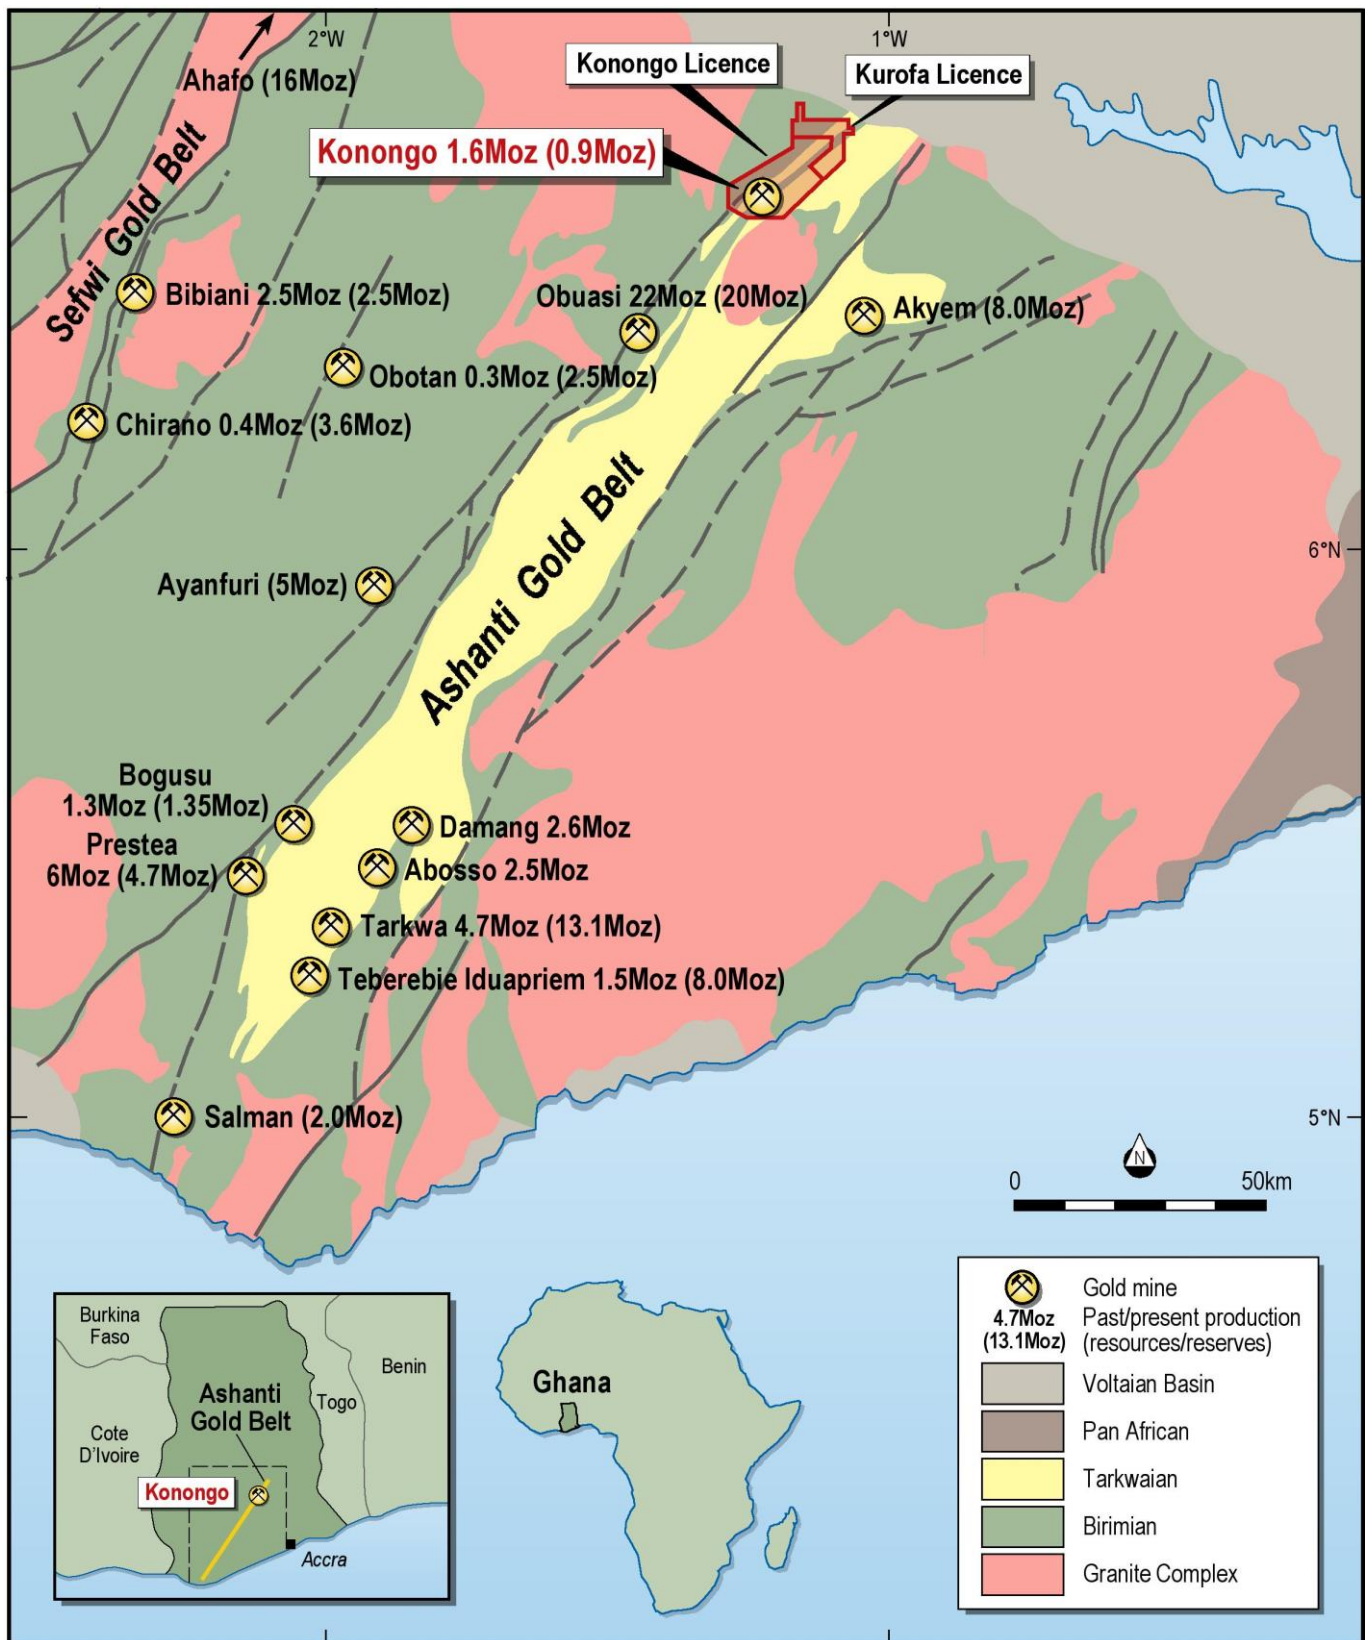 2°W
1°W
Ahafo (16Moz)
Konongo Licence
Kurofa Licence
Konongo 1.6Moz (0.9Moz)
Sefwi Gold Belt
Bibiani 2.5Moz (2.5Moz)
Obuasi 22Moz (20Moz)
Akyem (8.0Moz)
Obotan 0.3Moz (2.5Moz)
Chirano 0.4Moz (3.6Moz)
Ashanti Gold Belt
6°N
Ayanfuri (5Moz)
Bogusu
1.3Moz (1.35Moz)
Prestea
6Moz (4.7Moz)
Damang 2.6Moz
Abosso 2.5Moz
Tarkwa 4.7Moz (13.1Moz)
Teberebie Iduapriem 1.5Moz (8.0Moz)
Salman (2.0Moz)
5°N
N
0 50km
Gold mine
4.7Moz Past/present production
(13.1Moz) (resources/reserves)
Voltaian Basin
Pan African
Tarkwaian
Birimian
Granite Complex
Burkina
Faso
Benin
Togo
Ashanti
Gold Belt
Cote
D'Ivoire
Konongo
Accra
Ghana